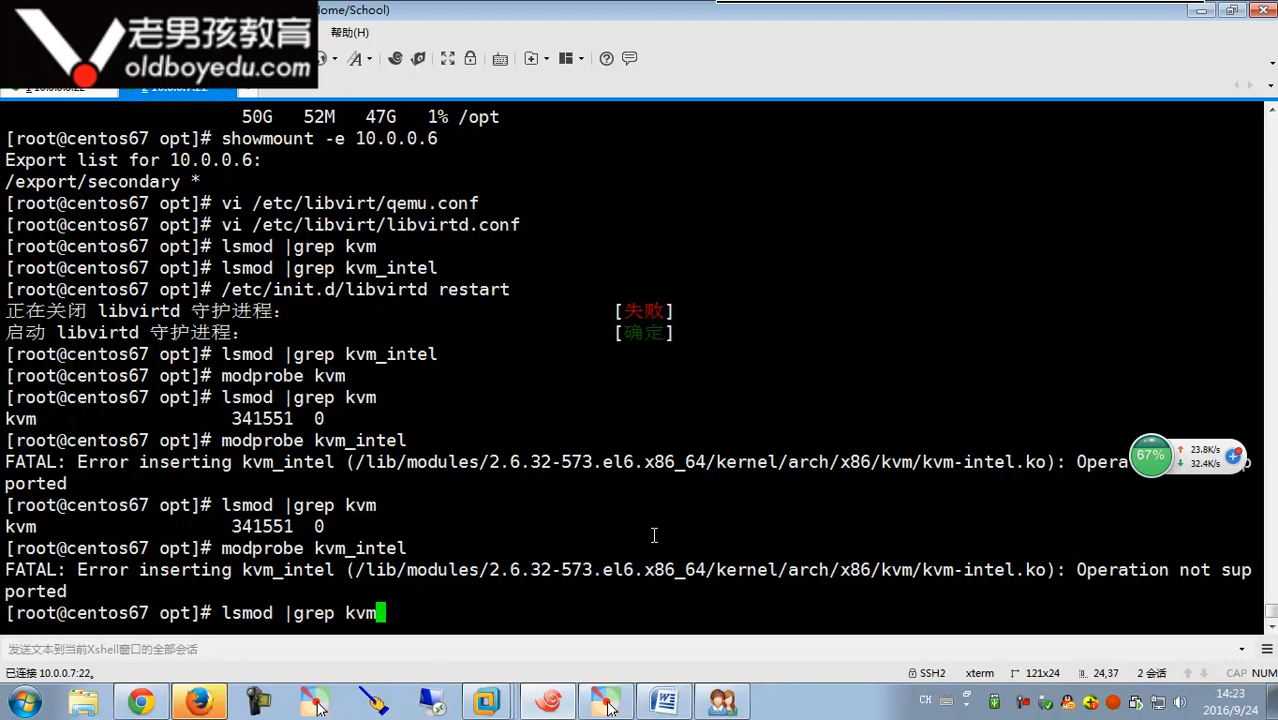 ome/School)
老男孩教育
oldboyedu.com
帮助(H)
50G 52M 47G 1% /opt
[root@centos67 opt]# showmount -e 10.0.0.6
Export list for 10.0.0.6:
/export/secondary *
[root@centos67 opt]# vi /etc/libvirt/qemu.conf
[root@centos67 opt]# vi /etc/libvirt/libvirtd.conf
[root@centos67 opt]# lsmod |grep kvm
[root@centos67 opt]# lsmod |grep kvm_intel
[root@centos67 opt]# /etc/init.d/libvirtd restart
正在关闭 libvirtd 守护进程： [失败]
启动 libvirtd 守护进程： [确定]
[root@centos67 opt]# lsmod |grep kvm_intel
[root@centos67 opt]# modprobe kvm
[root@centos67 opt]# lsmod |grep kvm
kvm 341551 0
[root@centos67 opt]# modprobe kvm_intel
FATAL: Error inserting kvm_intel (/lib/modules/2.6.32-573.el6.x86_64/kernel/arch/x86/kvm/kvm-intel.ko): Opera p
ported
67%
23.8K/s
32.4K/s
[root@centos67 opt]# lsmod |grep kvm
kvm 341551 0
[root@centos67 opt]# modprobe kvm_intel
FATAL: Error inserting kvm_intel (/lib/modules/2.6.32-573.el6.x86_64/kernel/arch/x86/kvm/kvm-intel.ko): Operation not sup
ported
[root@centos67 opt]# lsmod |grep kvm
发送文本到当前Xshell窗口的全部会话
已连接 10.0.0.7:22。 SSH2 xterm 121x24 24,37 2 会话 CAP NUM
CH 14:23
2016/9/24